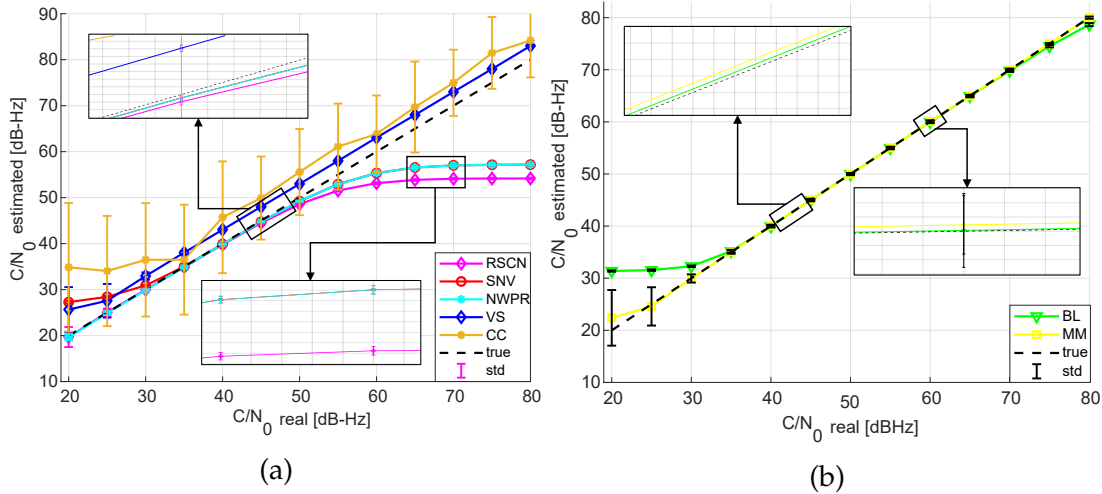 90
80
70
60
50
40
30
20
10
20 30 40 50 60 70 80
C/N0 estimated [dB-Hz]
C/N0 real [dB-Hz]
RSCN
SNV
NWPR
VS
CC
true
std
(a)
80
70
60
50
40
30
20
10
20 30 40 50 60 70 80
C/N0 estimated [dB-Hz]
C/N0 real [dBHz]
BL
MM
true
std
(b)